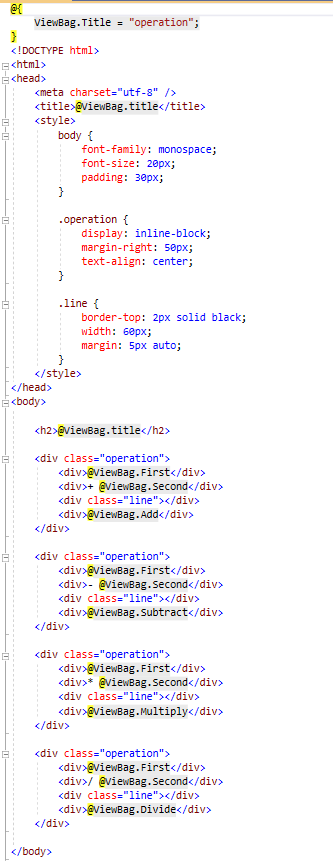 @{
    ViewBag.Title = "operation";
}
<!DOCTYPE html>
<html>
<head>
    <meta charset="utf-8" />
    <title>@ViewBag.title</title>
    <style>
        body {
            font-family: monospace;
            font-size: 20px;
            padding: 30px;
        }

        .operation {
            display: inline-block;
            margin-right: 50px;
            text-align: center;
        }

        .line {
            border-top: 2px solid black;
            width: 60px;
            margin: 5px auto;
        }
    </style>
</head>
<body>

    <h2>@ViewBag.title</h2>

    <div class="operation">
        <div>@ViewBag.First</div>
        <div>+ @ViewBag.Second</div>
        <div class="line"></div>
        <div>@ViewBag.Add</div>
    </div>

    <div class="operation">
        <div>@ViewBag.First</div>
        <div>- @ViewBag.Second</div>
        <div class="line"></div>
        <div>@ViewBag.Subtract</div>
    </div>

    <div class="operation">
        <div>@ViewBag.First</div>
        <div>* @ViewBag.Second</div>
        <div class="line"></div>
        <div>@ViewBag.Multiply</div>
    </div>

    <div class="operation">
        <div>@ViewBag.First</div>
        <div>/ @ViewBag.Second</div>
        <div class="line"></div>
        <div>@ViewBag.Divide</div>
    </div>

</body>